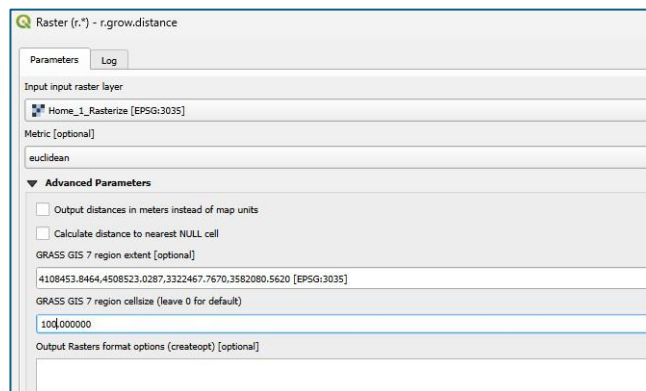 Raster (r.*) - r.grow.distance
Parameters Log
Input input raster layer
Home_1_Rasterize [EPSG:3035]
Metric [optional]
euclidean
Advanced Parameters
Output distances in meters instead of map units
Calculate distance to nearest NULL cell
GRASS GIS 7 region extent [optional]
4108453.8464,4508523.0287,3322467.7670,3582080.5620 [EPSG:3035]
GRASS GIS 7 region cellsize (leave 0 for default)
100.000000
Output Rasters format options (createopt) [optional]